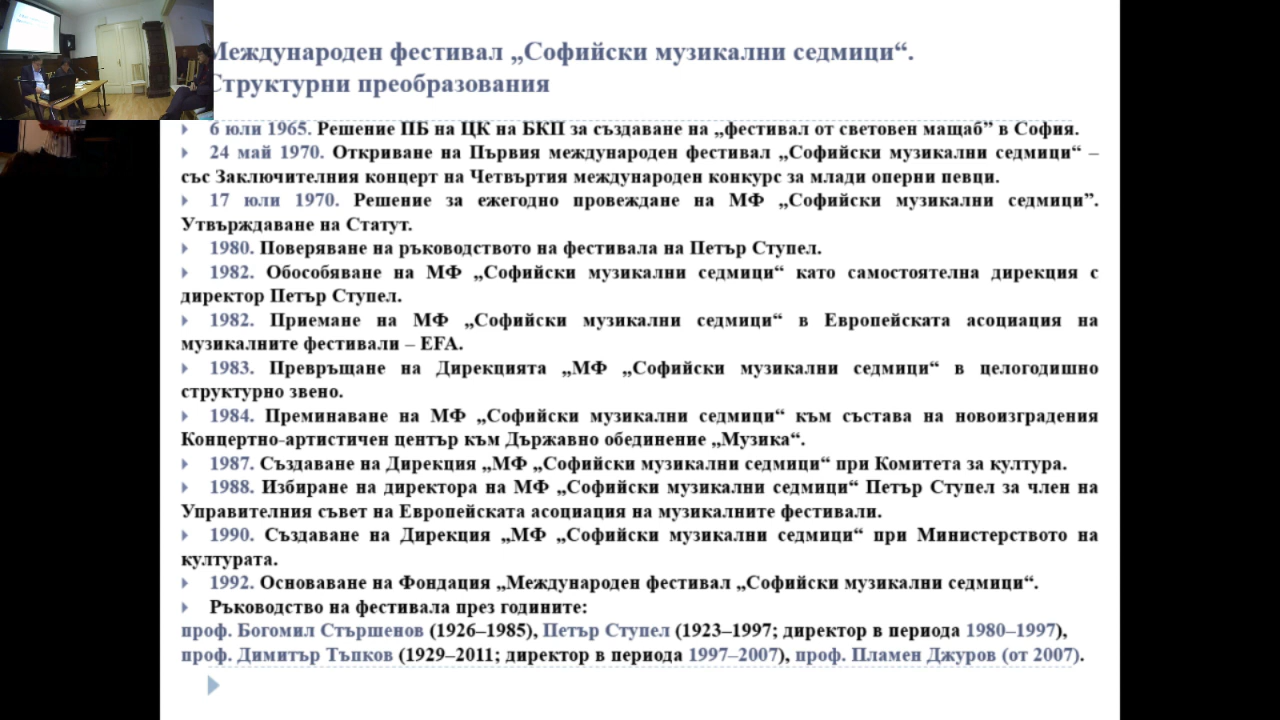 Международен фестивал „Софийски музикални седмици“.
Структурни преобразования
6 юли 1965. Решение ПБ на ЦК на БКП за създаване на „фестивал от световен мащаб” в София.
24 май 1970. Откриване на Първия международен фестивал „Софийски музикални седмици“ –
със Заключителния концерт на Четвъртия международен конкурс за млади оперни певци.
17 юли 1970. Решение за ежегодно провеждане на МФ „Софийски музикални седмици”.
Утвърждаване на Статут.
1980. Поверяване на ръководството на фестивала на Петър Ступел.
1982. Обособяване на МФ „Софийски музикални седмици“ като самостоятелна дирекция с
директор Петър Ступел.
1982. Приемане на МФ „Софийски музикални седмици“ в Европейската асоциация на
музикалните фестивали – EFA.
1983. Превръщане на Дирекцията „МФ „Софийски музикални седмици“ в целогодишно
структурно звено.
1984. Преминаване на МФ „Софийски музикални седмици“ към състава на новоизградения
Концертно-артистичен център към Държавно обединение „Музика“.
1987. Създаване на Дирекция „МФ „Софийски музикални седмици“ при Комитета за култура.
1988. Избиране на директора на МФ „Софийски музикални седмици“ Петър Ступел за член на
Управителния съвет на Европейската асоциация на музикалните фестивали.
1990. Създаване на Дирекция „МФ „Софийски музикални седмици“ при Министерството на
културата.
1992. Основаване на Фондация „Международен фестивал „Софийски музикални седмици“.
Ръководство на фестивала през годините:
проф. Богомил Стършенов (1926–1985), Петър Ступел (1923–1997; директор в периода 1980–1997),
проф. Димитър Тъпков (1929–2011; директор в периода 1997–2007), проф. Пламен Джуров (от 2007).